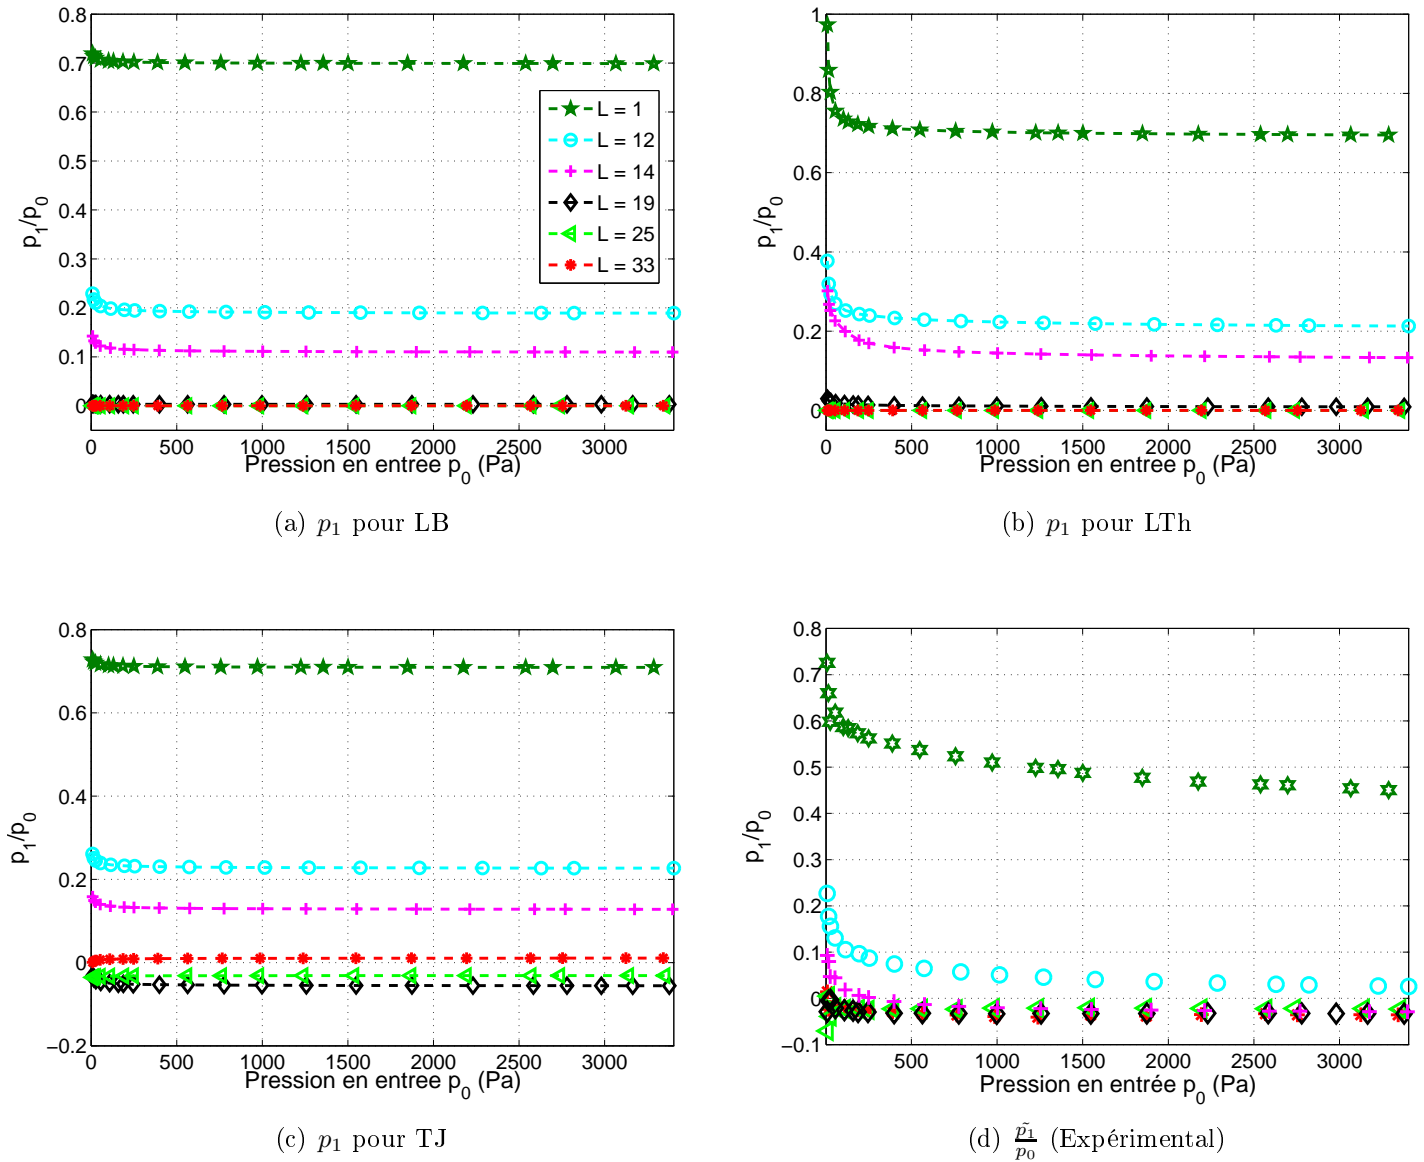 0.8
0.7
0.6
0.5
0.4
0.3
0.2
0.1
0
p1/p0
L = 1
L = 12
L = 14
L = 19
L = 25
L = 33
0 500 1000 1500 2000 2500 3000
Pression en entree p0 (Pa)
(a) p1 pour LB
1
0.8
0.6
0.4
0.2
0
p1/p0
0 500 1000 1500 2000 2500 3000
Pression en entree p0 (Pa)
(b) p1 pour LTh
0.8
0.6
0.4
0.2
0
−0.2
p1/p0
0 500 1000 1500 2000 2500 3000
Pression en entree p0 (Pa)
(c) p1 pour TJ
0.8
0.7
0.6
0.5
0.4
0.3
0.2
0.1
0
−0.1
p1/p0
500 1000 1500 2000 2500 3000
Pression en entrée p0 (Pa)
(d) p̃1/p0 (Expérimental)